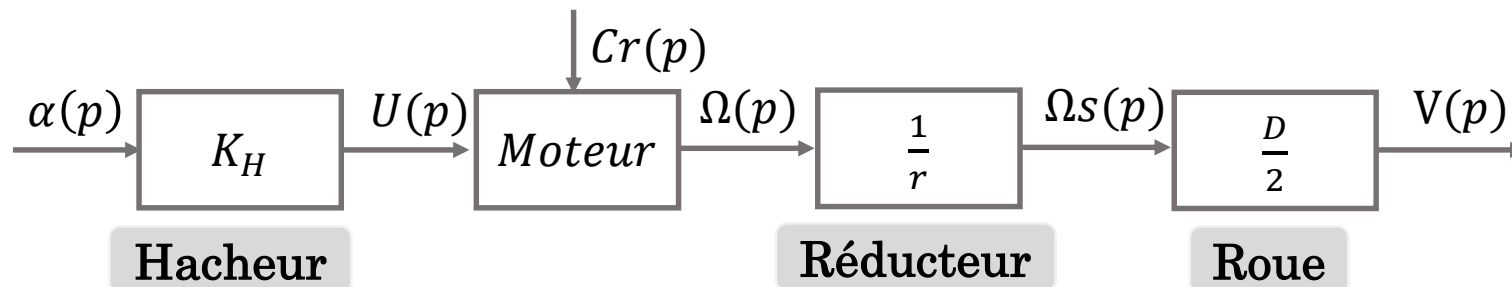 Cr(p)
α(p) K_H U(p) Moteur Ω(p) 1/r Ωs(p) D/2 V(p)
Hacheur Réducteur Roue